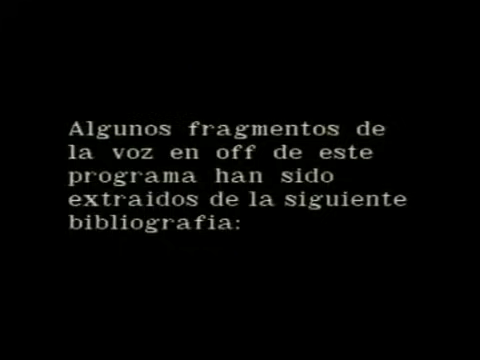 Algunos fragmentos de
la voz en off de este
programa han sido
extraidos de la siguiente
bibliografia: